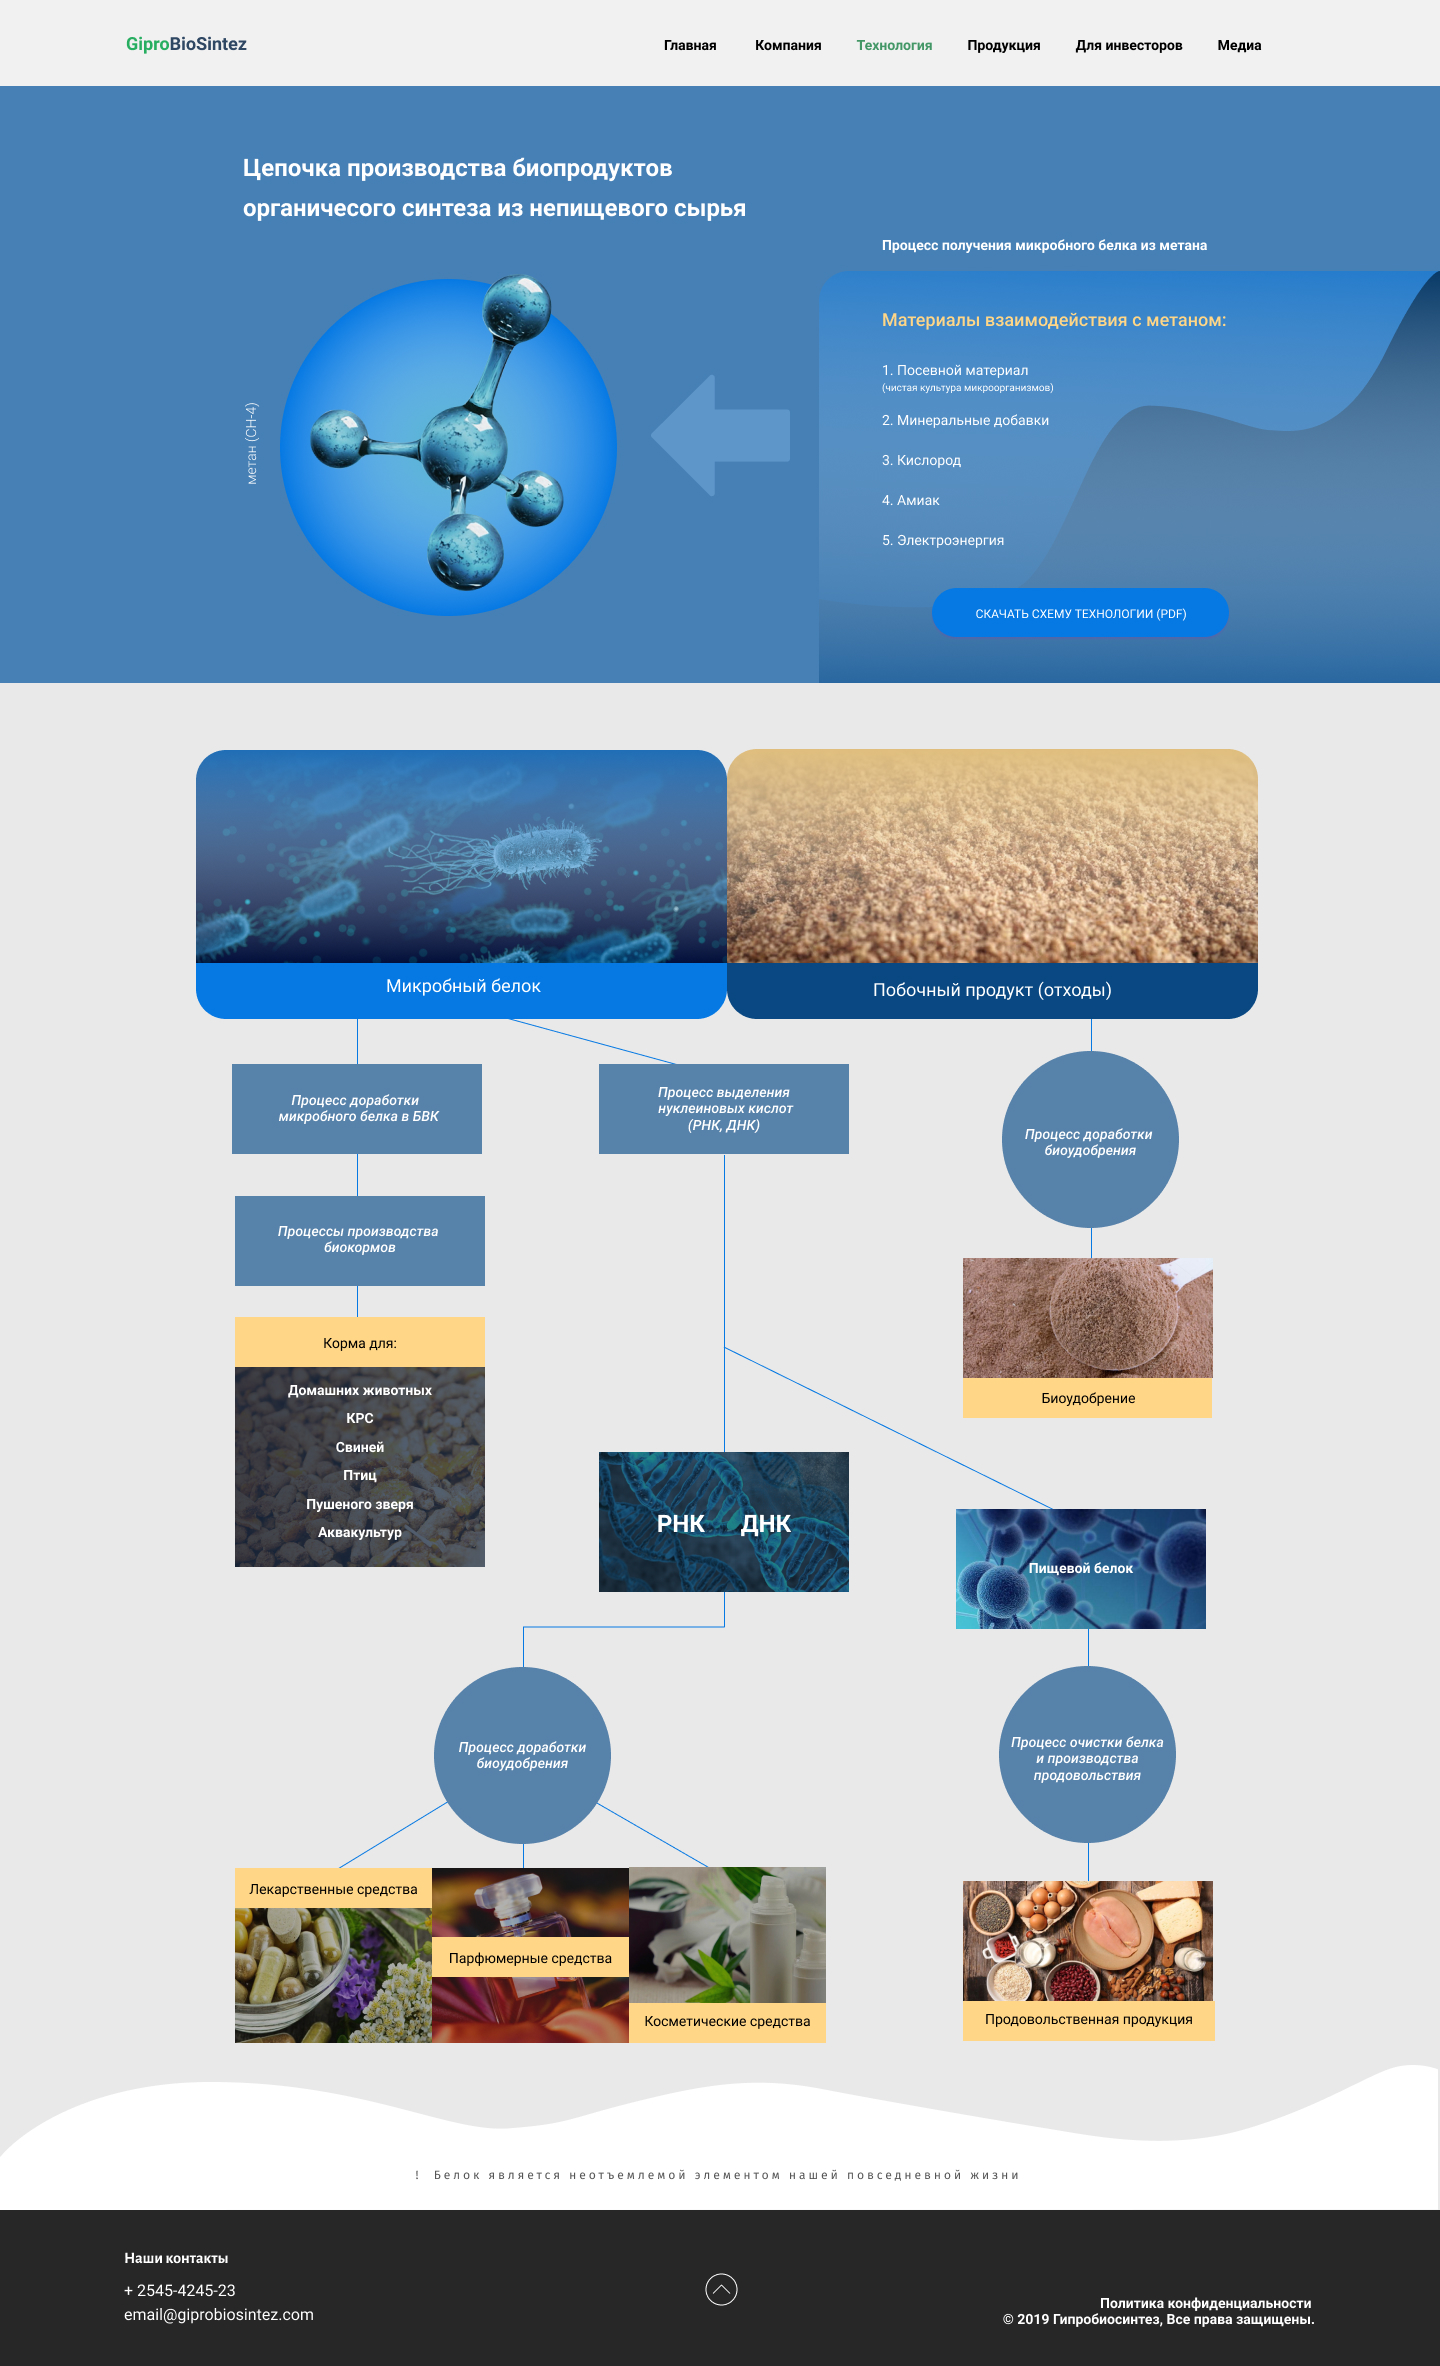 GiproBioSintez
Главная Компания Технология Продукция Для инвесторов Медиа
Цепочка производства биопродуктов
органичесого синтеза из непищевого сырья
Процесс получения микробного белка из метана
метан (CH-4)
Материалы взаимодействия с метаном:
1. Посевной материал
(чистая культура микроорганизмов)
2. Минеральные добавки
3. Кислород
4. Амиак
5. Электроэнергия
СКАЧАТЬ СХЕМУ ТЕХНОЛОГИИ (PDF)
Микробный белок
Побочный продукт (отходы)
Процесс доработки
микробного белка в БВК
Процесс выделения
нуклеиновых кислот
(РНК, ДНК)
Процесс доработки
биоудобрения
Процессы производства
биокормов
Корма для:
Домашних животных
КРС
Свиней
Птиц
Пушеного зверя
Аквакультур
Биоудобрение
РНК ДНК
Пищевой белок
Процесс доработки
биоудобрения
Процесс очистки белка
и производства
продовольствия
Лекарственные средства
Парфюмерные средства
Косметические средства
Продовольственная продукция
! Белок является неотъемлемой элементом нашей повседневной жизни
Наши контакты
+ 2545-4245-23
email@giprobiosintez.com
Политика конфиденциальности
© 2019 Гипробиосинтез, Все права защищены.